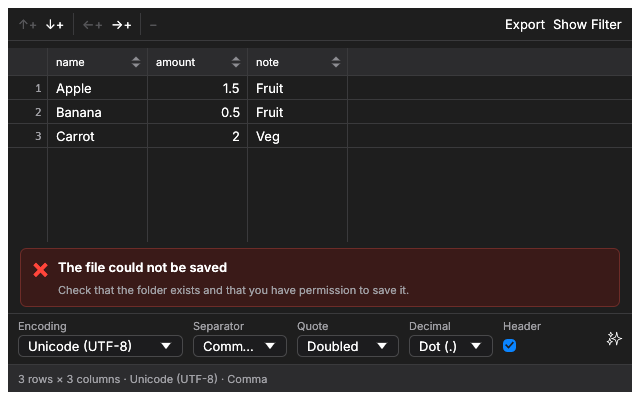 Export Show Filter
name amount note
1 Apple 1.5 Fruit
2 Banana 0.5 Fruit
3 Carrot 2 Veg
The file could not be saved
Check that the folder exists and that you have permission to save it.
Encoding Separator Quote Decimal Header
Unicode (UTF-8) Comm... Doubled Dot (.)
3 rows × 3 columns · Unicode (UTF-8) · Comma